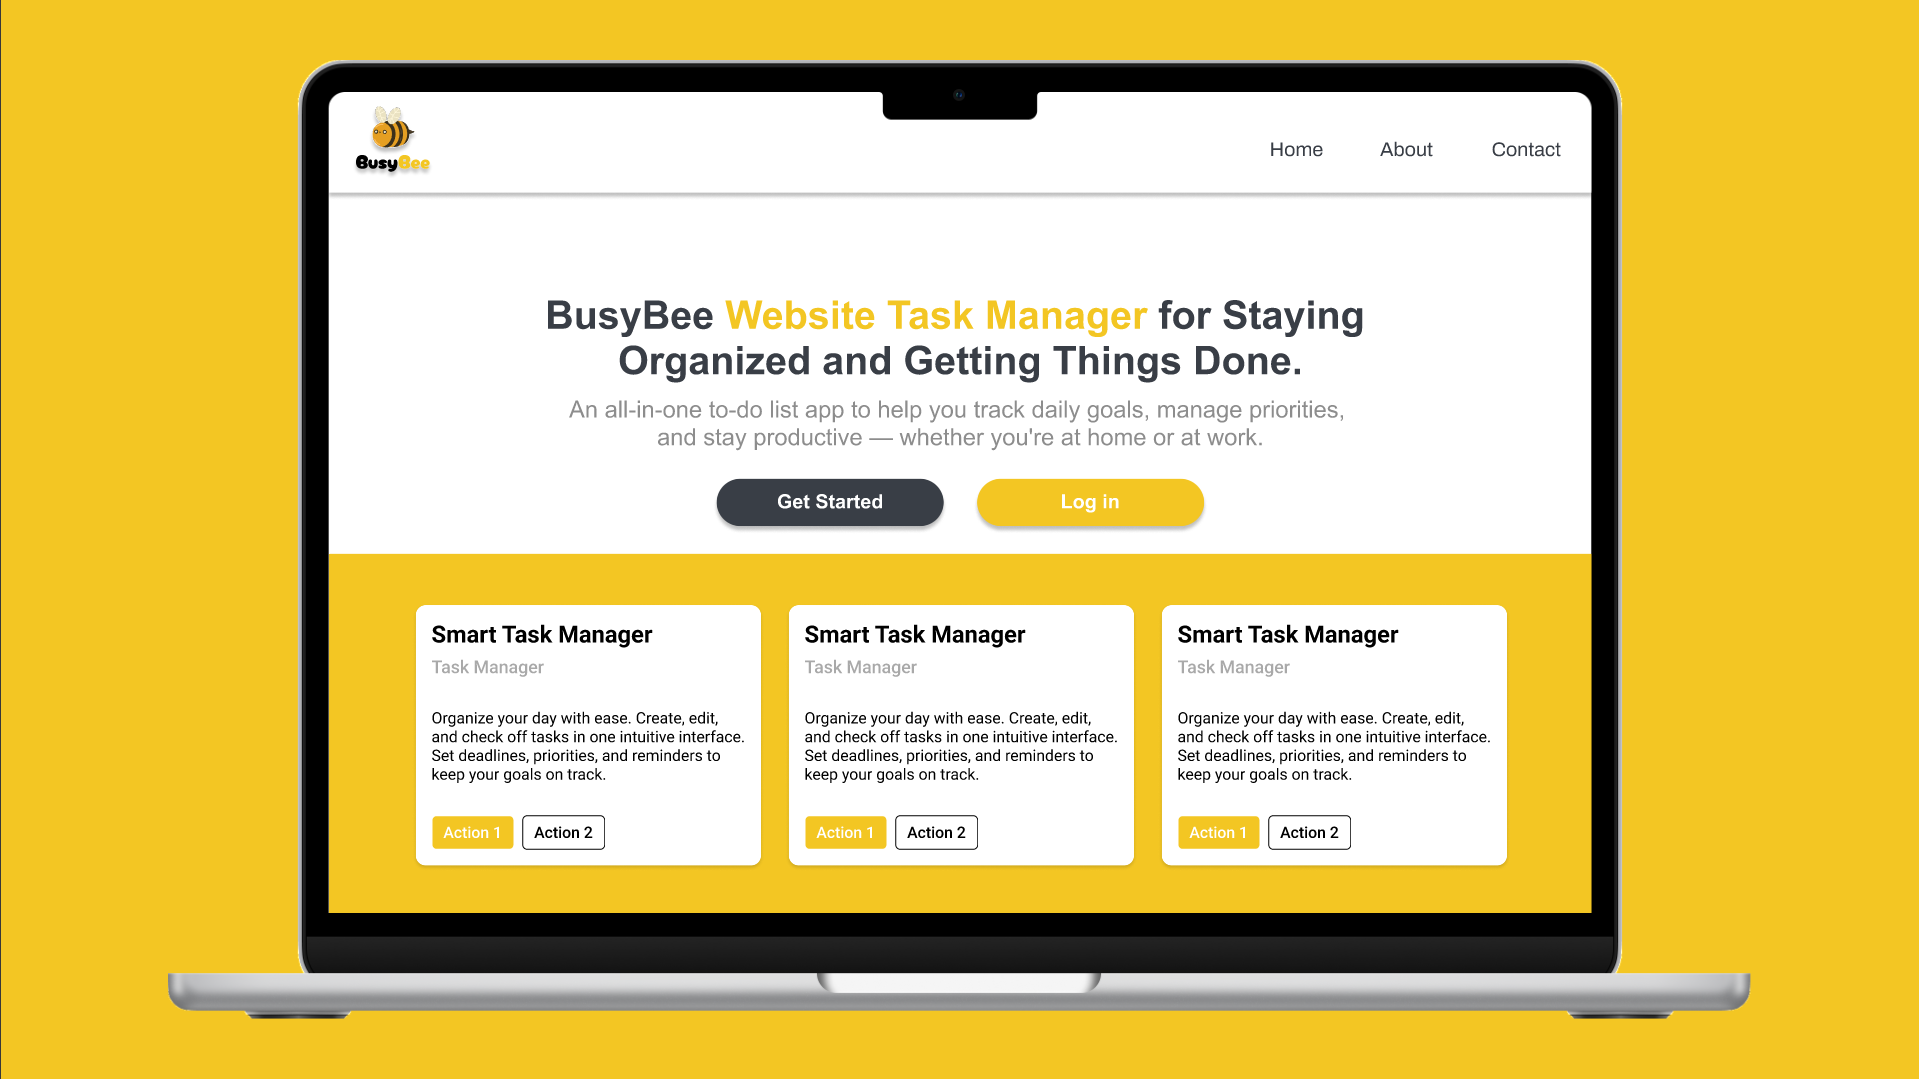 BusyBee
Home
About
Contact
BusyBee Website Task Manager for Staying
Organized and Getting Things Done.
An all-in-one to-do list app to help you track daily goals, manage priorities,
and stay productive — whether you're at home or at work.
Get Started
Log in
Smart Task Manager
Task Manager
Organize your day with ease. Create, edit,
and check off tasks in one intuitive interface.
Set deadlines, priorities, and reminders to
keep your goals on track.
Action 1
Action 2
Smart Task Manager
Task Manager
Organize your day with ease. Create, edit,
and check off tasks in one intuitive interface.
Set deadlines, priorities, and reminders to
keep your goals on track.
Action 1
Action 2
Smart Task Manager
Task Manager
Organize your day with ease. Create, edit,
and check off tasks in one intuitive interface.
Set deadlines, priorities, and reminders to
keep your goals on track.
Action 1
Action 2